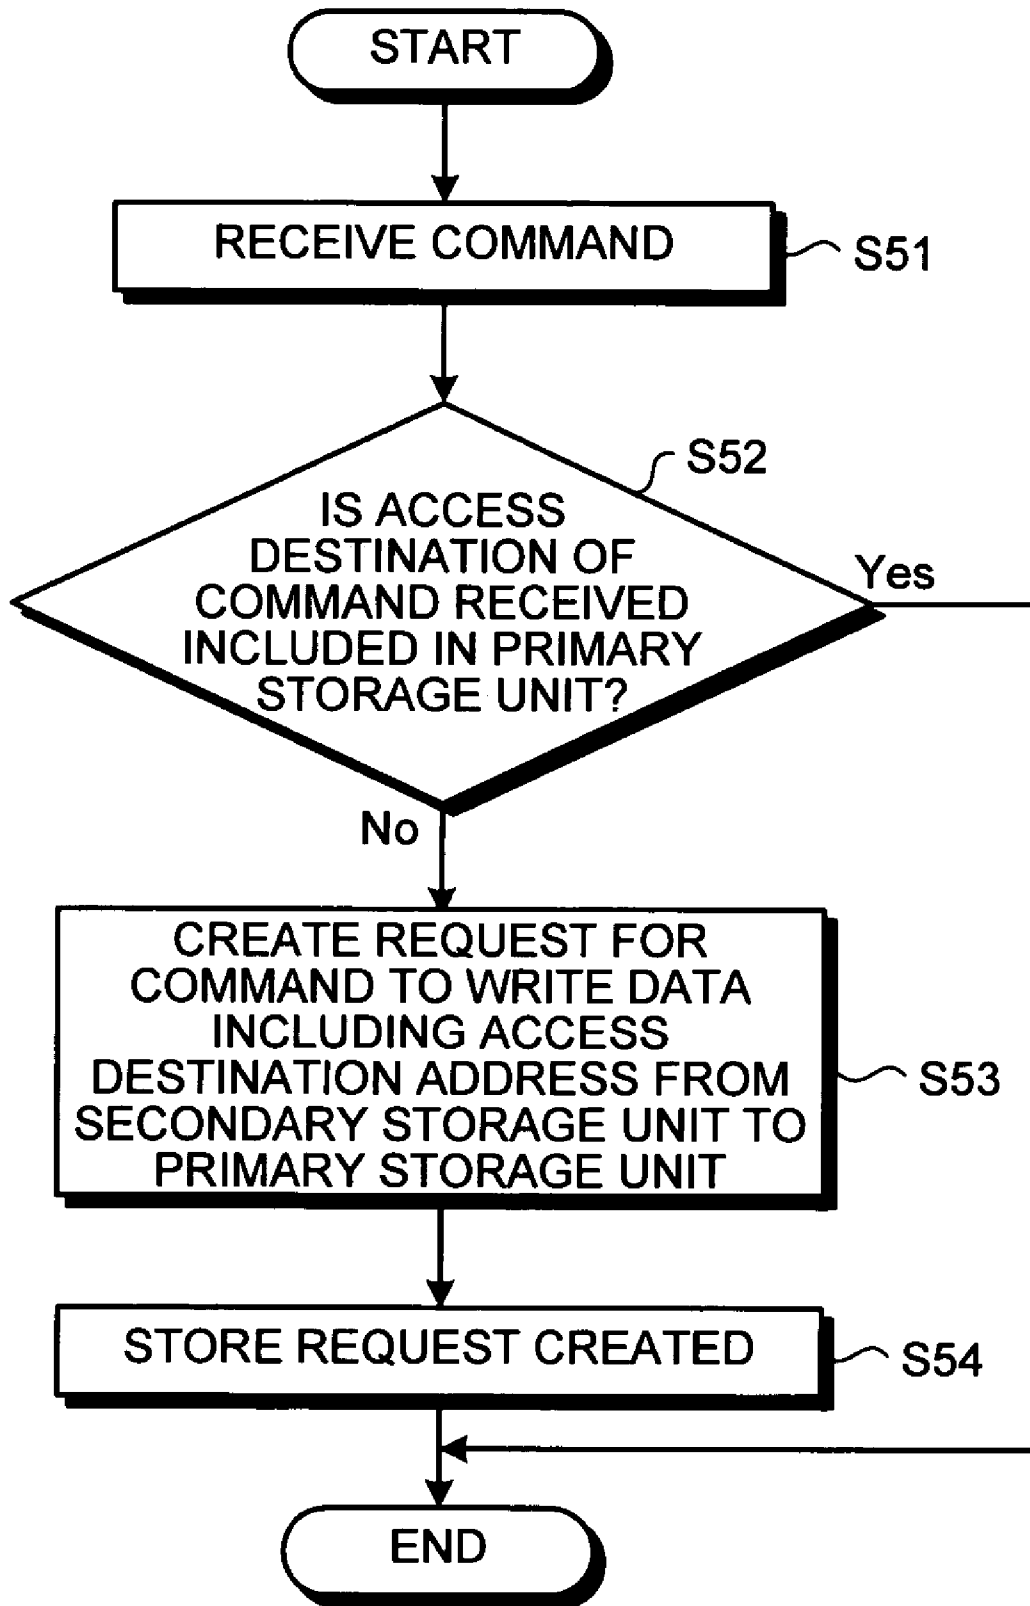 START
RECEIVE COMMAND
S51
S52
IS ACCESS
DESTINATION OF
COMMAND RECEIVED
INCLUDED IN PRIMARY
STORAGE UNIT?
Yes
No
CREATE REQUEST FOR
COMMAND TO WRITE DATA
INCLUDING ACCESS
DESTINATION ADDRESS FROM
SECONDARY STORAGE UNIT TO
PRIMARY STORAGE UNIT
S53
STORE REQUEST CREATED
S54
END